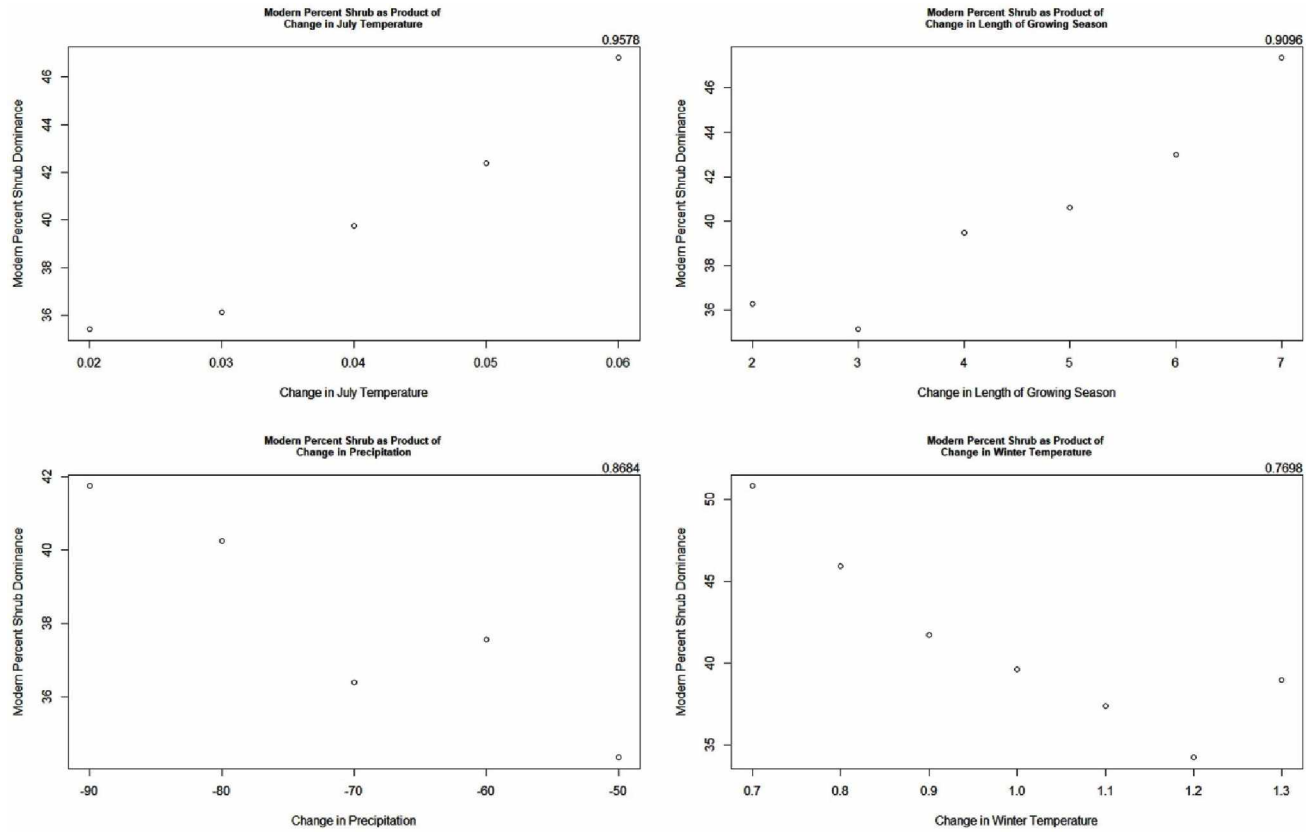 Modern Percent Shrub as Product of
Change in July Temperature
0.9578
Modern Percent Shrub Dominance
46
44
42
40
38
36
0.02 0.03 0.04 0.05 0.06
Change in July Temperature
Modern Percent Shrub as Product of
Change in Length of Growing Season
0.9096
Modern Percent Shrub Dominance
46
44
42
40
38
36
2 3 4 5 6 7
Change in Length of Growing Season
Modern Percent Shrub as Product of
Change in Precipitation
0.8684
Modern Percent Shrub Dominance
42
40
38
36
-90 -80 -70 -60 -50
Change in Precipitation
Modern Percent Shrub as Product of
Change in Winter Temperature
0.7698
Modern Percent Shrub Dominance
50
45
40
35
0.7 0.8 0.9 1.0 1.1 1.2 1.3
Change in Winter Temperature